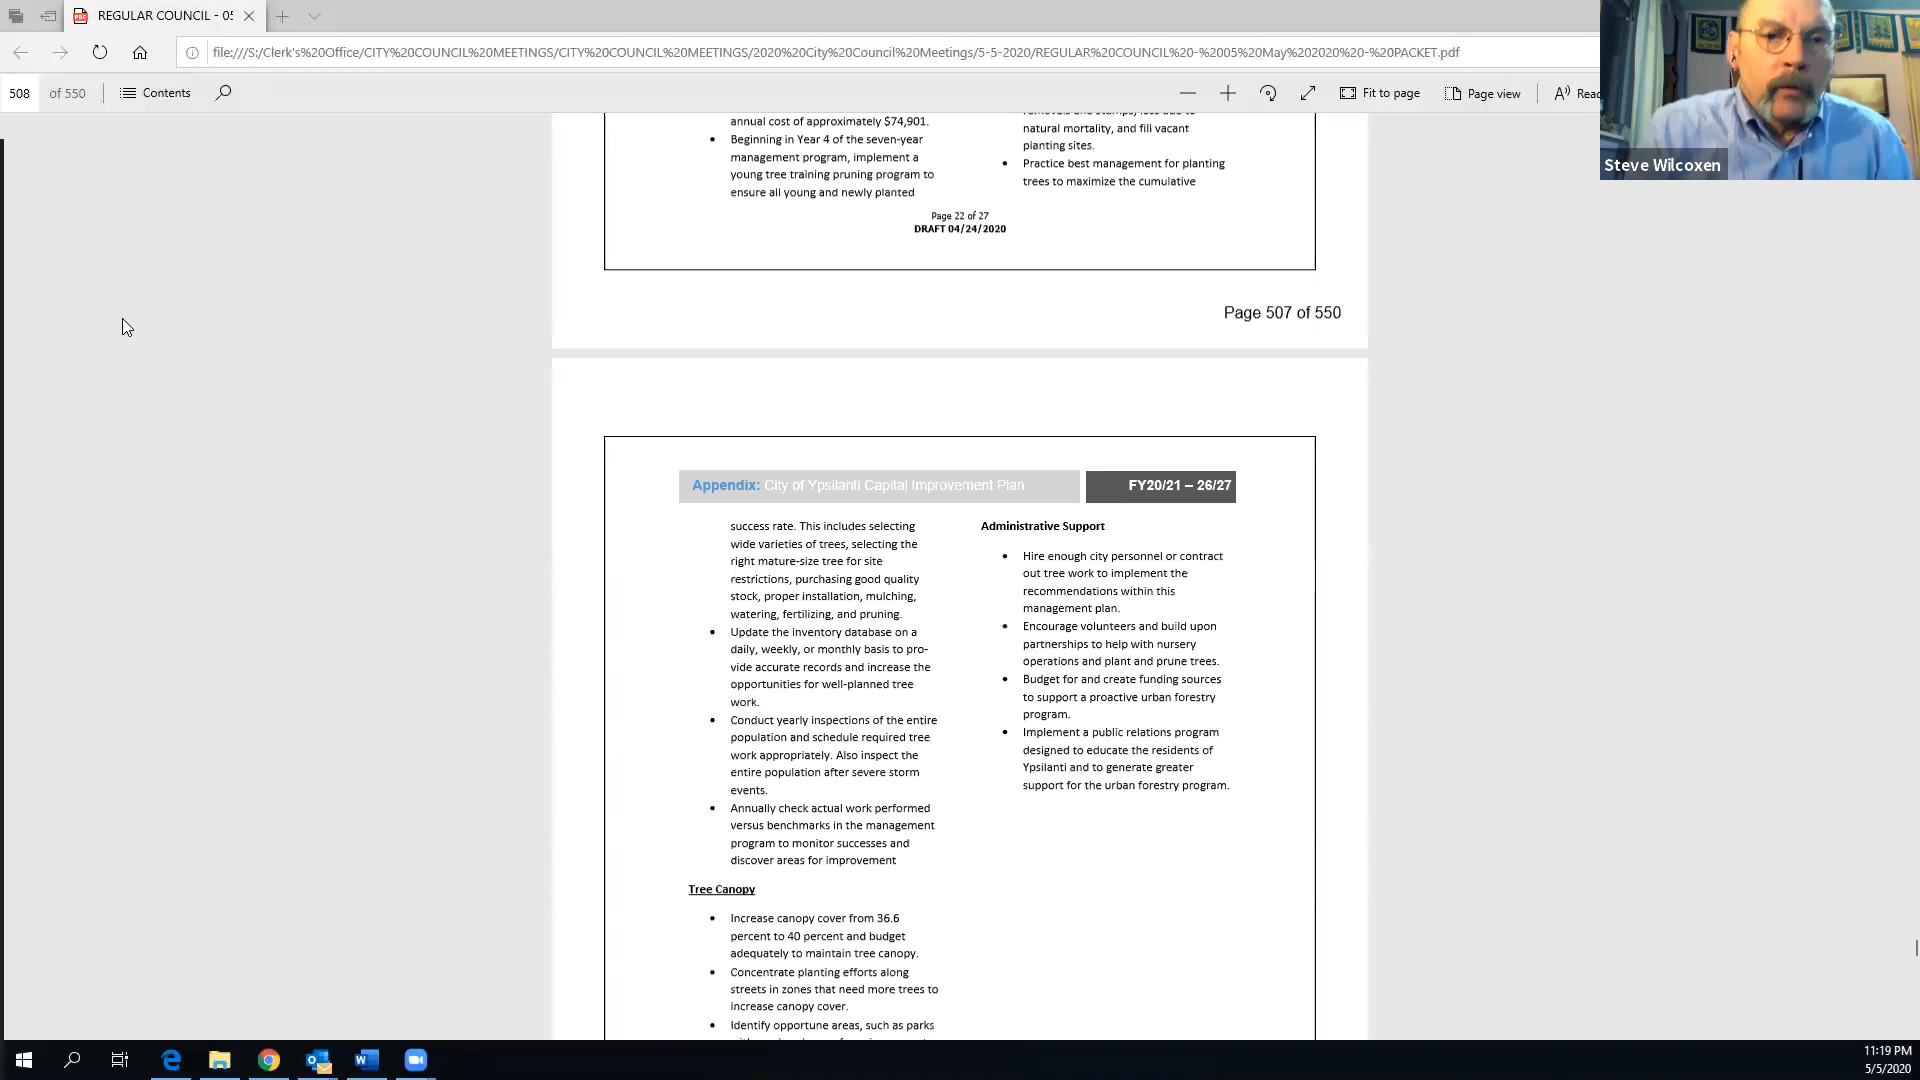 REGULAR COUNCIL - 05
file:///S:/Clerk's%20Office/CITY%20COUNCIL%20MEETINGS/CITY%20COUNCIL%20MEETINGS/2020%20City%20Council%20Meetings/5-5-2020/REGULAR%20COUNCIL%20-%2005%20May%202020%20-%20PACKET.pdf
508 of 550
Contents
Fit to page
Page view
Rea
Steve Wilcoxen
annual cost of approximately $74,901.
• Beginning in Year 4 of the seven-year
management program, implement a
young tree training pruning program to
ensure all young and newly planted
natural mortality, and fill vacant
planting sites.
• Practice best management for planting
trees to maximize the cumulative
Page 22 of 27
DRAFT 04/24/2020
Page 507 of 550
Appendix: City of Ypsilanti Capital Improvement Plan
FY20/21 – 26/27
success rate. This includes selecting
wide varieties of trees, selecting the
right mature-size tree for site
restrictions, purchasing good quality
stock, proper installation, mulching,
watering, fertilizing, and pruning.
• Update the inventory database on a
daily, weekly, or monthly basis to pro-
vide accurate records and increase the
opportunities for well-planned tree
work.
• Conduct yearly inspections of the entire
population and schedule required tree
work appropriately. Also inspect the
entire population after severe storm
events.
• Annually check actual work performed
versus benchmarks in the management
program to monitor successes and
discover areas for improvement
Tree Canopy
• Increase canopy cover from 36.6
percent to 40 percent and budget
adequately to maintain tree canopy.
• Concentrate planting efforts along
streets in zones that need more trees to
increase canopy cover.
• Identify opportune areas, such as parks
Administrative Support
• Hire enough city personnel or contract
out tree work to implement the
recommendations within this
management plan.
• Encourage volunteers and build upon
partnerships to help with nursery
operations and plant and prune trees.
• Budget for and create funding sources
to support a proactive urban forestry
program.
• Implement a public relations program
designed to educate the residents of
Ypsilanti and to generate greater
support for the urban forestry program.
11:19 PM
5/5/2020